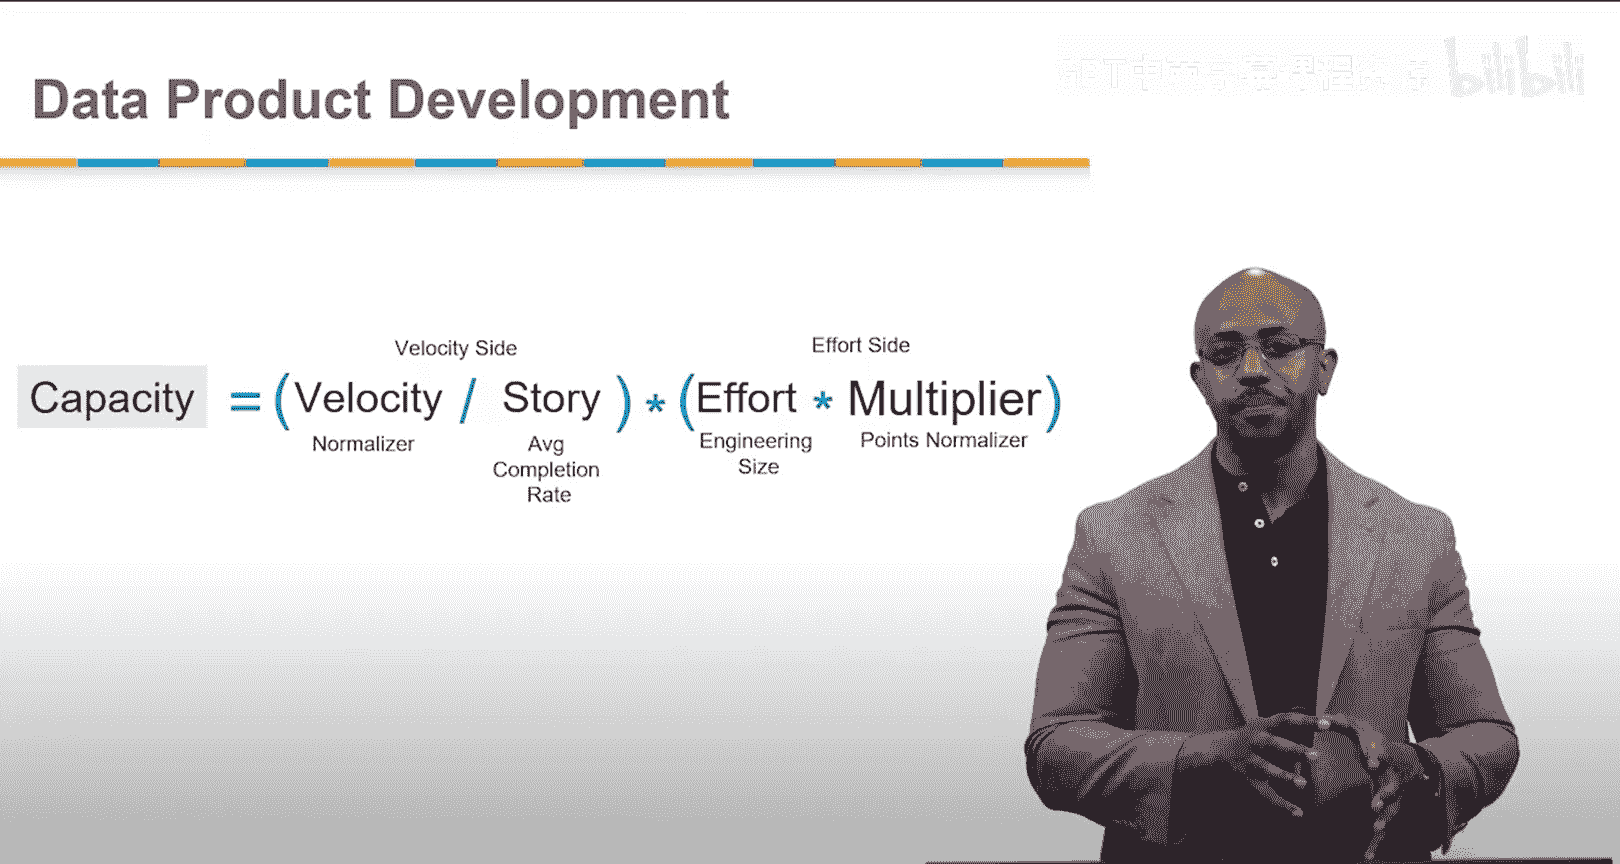 Data Product Development
bilibili
Velocity Side
Effort Side
Capacity = (Velocity / Story) * (Effort * Multiplier)
Normalizer
Avg
Completion
Rate
Engineering
Size
Points Normalizer